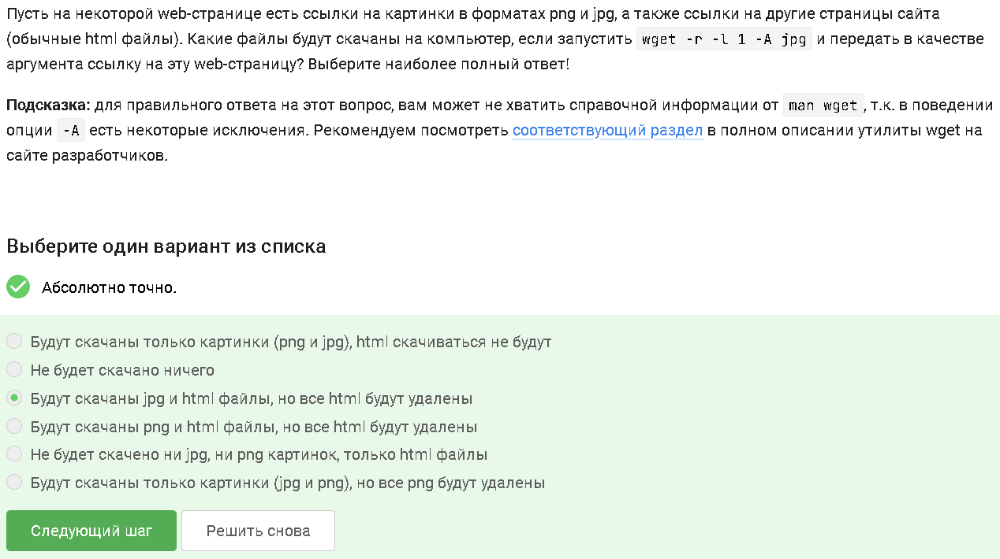 Пусть на некоторой web-странице есть ссылки на картинки в форматах png и jpg, а также ссылки на другие страницы сайта
(обычные html файлы). Какие файлы будут скачаны на компьютер, если запустить wget -r -l 1 -A jpg и передать в качестве
аргумента ссылку на эту web-страницу? Выберите наиболее полный ответ!
Подсказка: для правильного ответа на этот вопрос, вам может не хватить справочной информации от man wget, т.к. в поведении
опции -A есть некоторые исключения. Рекомендуем посмотреть соответствующий раздел в полном описании утилиты wget на
сайте разработчиков.
Выберите один вариант из списка
Абсолютно точно.
Будут скачаны только картинки (png и jpg), html скачиваться не будут
Не будет скачано ничего
Будут скачаны jpg и html файлы, но все html будут удалены
Будут скачаны png и html файлы, но все html будут удалены
Не будет скачено ни jpg, ни png картинок, только html файлы
Будут скачаны только картинки (jpg и png), но все png будут удалены
Следующий шаг Решить снова